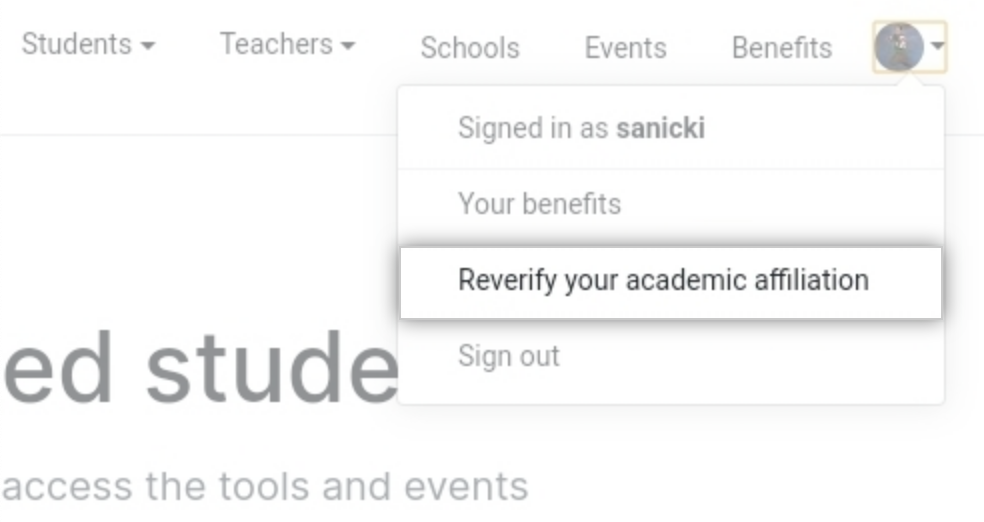 Students Teachers Schools Events Benefits
Signed in as sanicki
Your benefits
Reverify your academic affiliation
Sign out
ed stude
access the tools and events